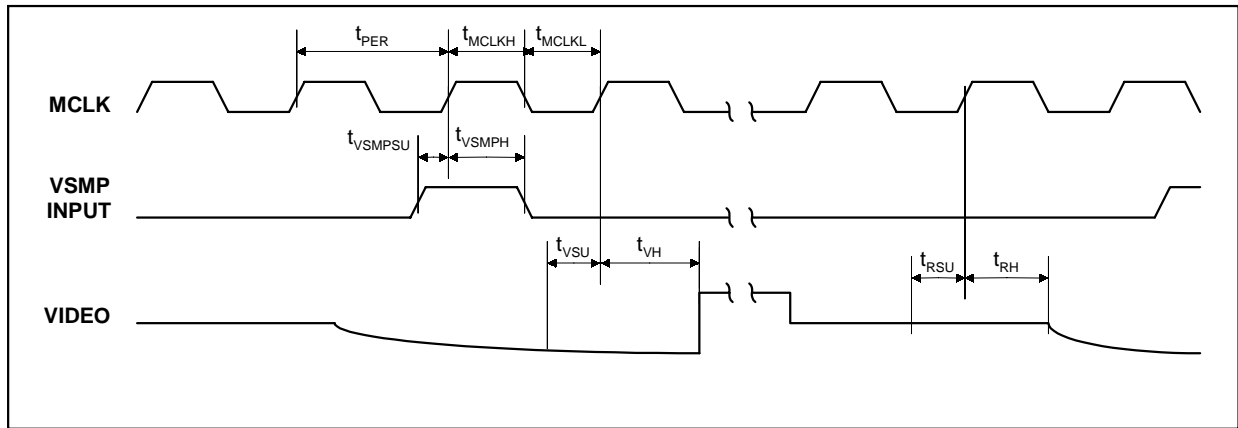 tPER tMCLKH tMCLKL
MCLK
tVSMPSU tVSMPH
VSMP
INPUT
tVSU tVH
tRSU tRH
VIDEO